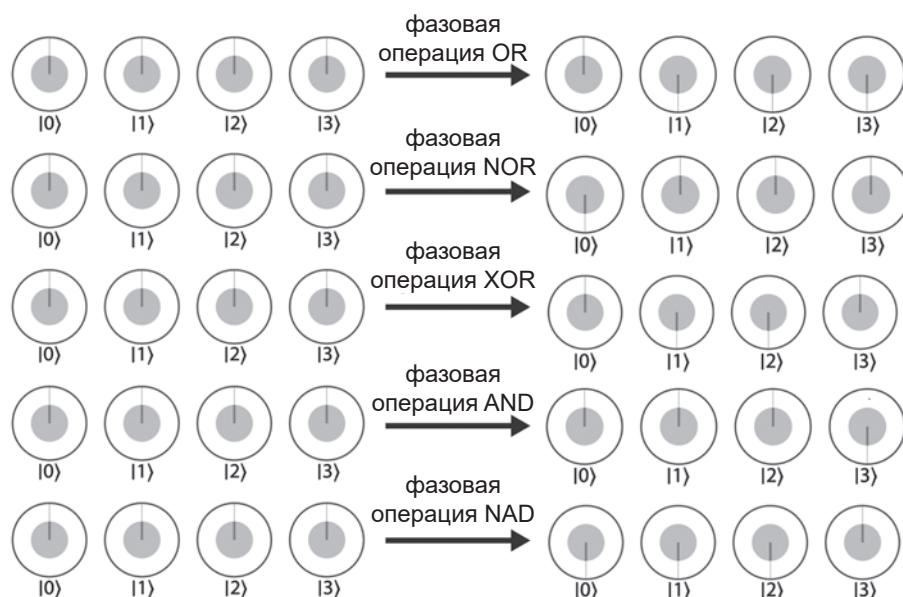 фазовая
операция OR
|0⟩ |1⟩ |2⟩ |3⟩ |0⟩ |1⟩ |2⟩ |3⟩
фазовая
операция NOR
|0⟩ |1⟩ |2⟩ |3⟩ |0⟩ |1⟩ |2⟩ |3⟩
фазовая
операция XOR
|0⟩ |1⟩ |2⟩ |3⟩ |0⟩ |1⟩ |2⟩ |3⟩
фазовая
операция AND
|0⟩ |1⟩ |2⟩ |3⟩ |0⟩ |1⟩ |2⟩ |3⟩
фазовая
операция NAD
|0⟩ |1⟩ |2⟩ |3⟩ |0⟩ |1⟩ |2⟩ |3⟩